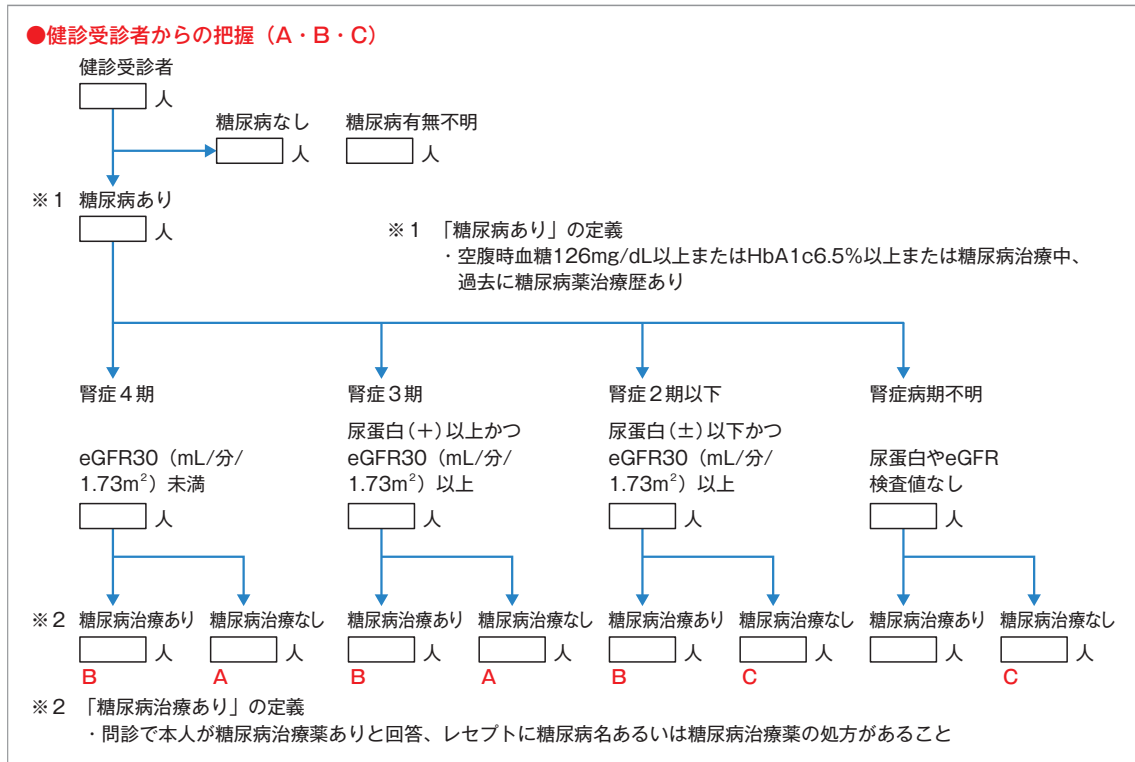 ●健診受診者からの把握（A・B・C）
健診受診者
人
糖尿病なし 糖尿病有無不明
人 人
※1 糖尿病あり
人
※1 「糖尿病あり」の定義
・空腹時血糖126mg/dL以上またはHbA1c6.5%以上または糖尿病治療中、
過去に糖尿病薬治療歴あり
腎症4期 腎症3期 腎症2期以下 腎症病期不明
eGFR30（mL/分/
1.73m²）未満
人
尿蛋白(+)以上かつ
eGFR30（mL/分/
1.73m²）以上
人
尿蛋白(±)以下かつ
eGFR30（mL/分/
1.73m²）以上
人
尿蛋白やeGFR
検査値なし
人
※2 糖尿病治療あり 糖尿病治療なし 糖尿病治療あり 糖尿病治療なし 糖尿病治療あり 糖尿病治療なし 糖尿病治療あり 糖尿病治療なし
人 人 人 人 人 人 人 人
B A B A B C C
※2 「糖尿病治療あり」の定義
・問診で本人が糖尿病治療薬ありと回答、レセプトに糖尿病名あるいは糖尿病治療薬の処方があること